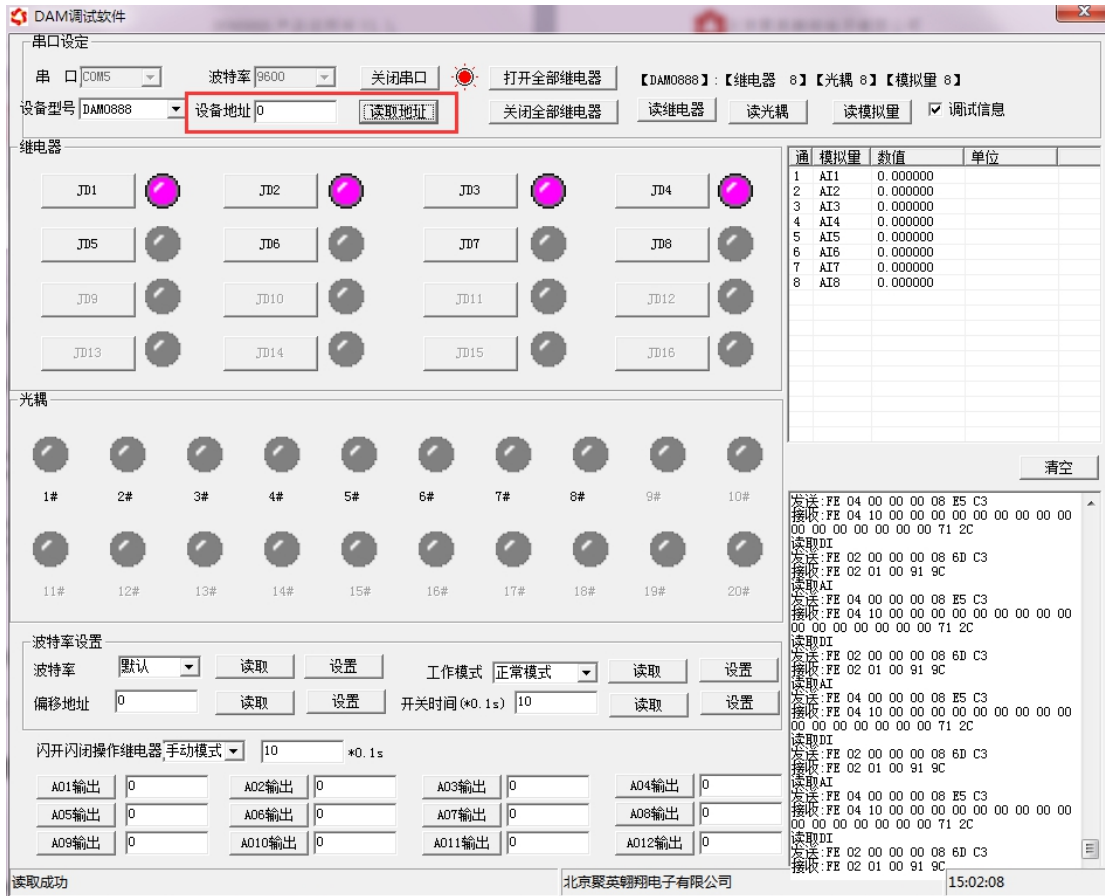 DAM调试软件
串口设定
串 口 COM5 波特率 9600 关闭串口 打开全部继电器 【DAM0888】:【继电器 8】【光耦 8】【模拟量 8】
设备型号 DAM0888 设备地址 0 读取地址 关闭全部继电器 读继电器 读光耦 读模拟量 调试信息
继电器
JD1 JD2 JD3 JD4
JD5 JD6 JD7 JD8
JD9 JD10 JD11 JD12
JD13 JD14 JD15 JD16
通 模拟量 数值 单位
1 AI1 0.000000
2 AI2 0.000000
3 AI3 0.000000
4 AI4 0.000000
5 AI5 0.000000
6 AI6 0.000000
7 AI7 0.000000
8 AI8 0.000000
清空
光耦
1# 2# 3# 4# 5# 6# 7# 8# 9# 10#
11# 12# 13# 14# 15# 16# 17# 18# 19# 20#
发送:FE 04 00 00 00 08 E5 C3
接收:FE 04 10 00 00 00 00 00 00 00 00 00
00 00 00 00 00 00 00 71 2C
读取DI
发送:FE 02 00 00 00 08 6D C3
接收:FE 02 01 00 91 9C
读取AI
发送:FE 04 00 00 00 08 E5 C3
接收:FE 04 10 00 00 00 00 00 00 00 00 00
00 00 00 00 00 00 00 71 2C
读取DI
发送:FE 02 00 00 00 08 6D C3
接收:FE 02 01 00 91 9C
读取AI
发送:FE 04 00 00 00 08 E5 C3
接收:FE 04 10 00 00 00 00 00 00 00 00 00
00 00 00 00 00 00 00 71 2C
读取DI
发送:FE 02 00 00 00 08 6D C3
接收:FE 02 01 00 91 9C
读取AI
发送:FE 04 00 00 00 08 E5 C3
接收:FE 04 10 00 00 00 00 00 00 00 00 00
00 00 00 00 00 00 00 71 2C
读取DI
发送:FE 02 00 00 00 08 6D C3
接收:FE 02 01 00 91 9C
波特率设置
波特率 默认 读取 设置 工作模式 正常模式 读取 设置
偏移地址 0 读取 设置 开关时间(*0.1s) 10 读取 设置
闪开闪闭操作继电器 手动模式 10 *0.1s
AO1输出 0 AO2输出 0 AO3输出 0 AO4输出 0
AO5输出 0 AO6输出 0 AO7输出 0 AO8输出 0
AO9输出 0 AO10输出 0 AO11输出 0 AO12输出 0
读取成功 北京聚英翱翔电子有限公司 15:02:08